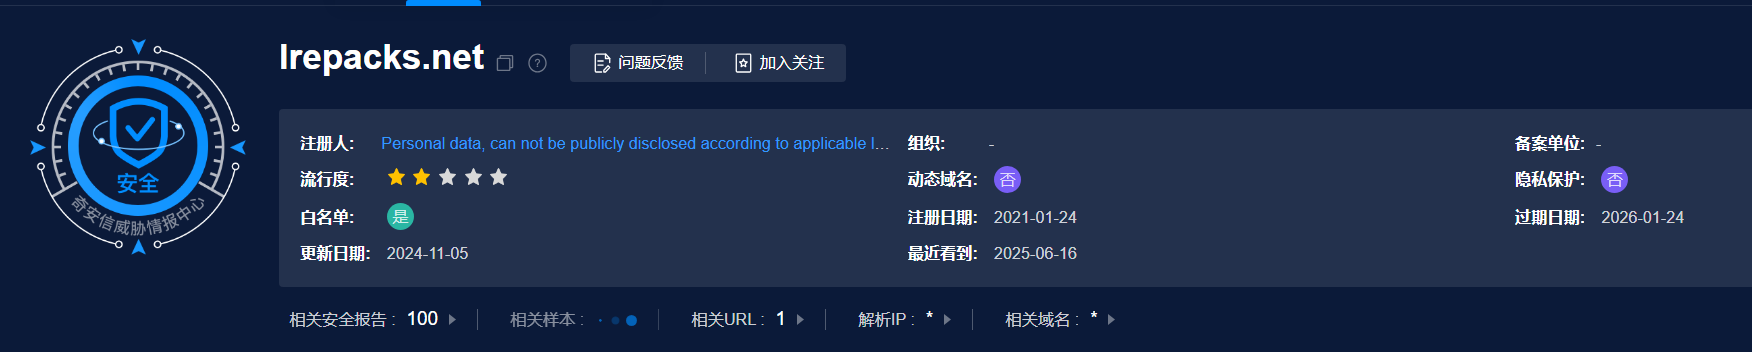 lrepacks.net
问题反馈
加入关注
安全
奇安信威胁情报中心
注册人: Personal data, can not be publicly disclosed according to applicable l...
组织: -
备案单位: -
流行度:
动态域名: 否
隐私保护: 否
白名单: 是
注册日期: 2021-01-24
过期日期: 2026-01-24
更新日期: 2024-11-05
最近看到: 2025-06-16
相关安全报告: 100
相关样本:
相关URL: 1
解析IP: *
相关域名: *